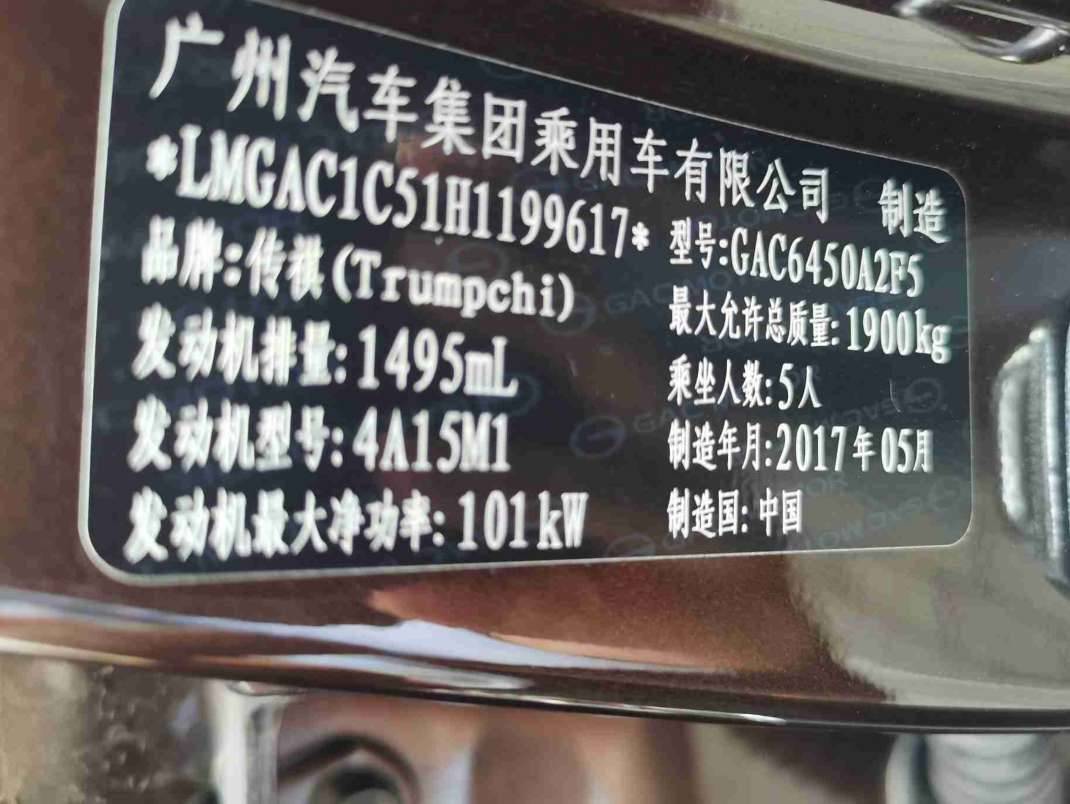 广州汽车集团乘用车有限公司 制造
*LMGAC1C51H1199617*
型号:GAC6450A2F5
品牌:传祺(Trumpchi)
最大允许总质量:1900kg
发动机排量:1495mL
乘坐人数:5人
发动机型号:4A15M1
制造年月:2017年05月
发动机最大净功率:101kW
制造国:中国